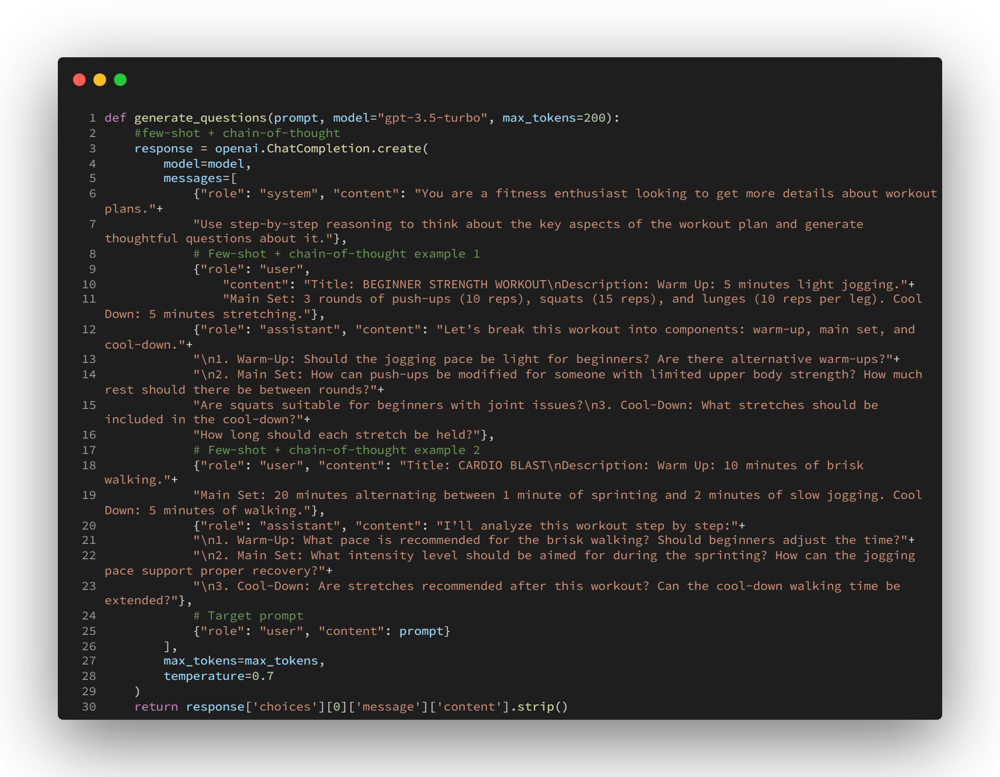 1 def generate_questions(prompt, model="gpt-3.5-turbo", max_tokens=200):
2     #few-shot + chain-of-thought
3     response = openai.ChatCompletion.create(
4         model=model,
5         messages=[
6             {"role": "system", "content": "You are a fitness enthusiast looking to get more details about workout
plans."+
7             "Use step-by-step reasoning to think about the key aspects of the workout plan and generate
thoughtful questions about it."},
8             # Few-shot + chain-of-thought example 1
9             {"role": "user",
10                 "content": "Title: BEGINNER STRENGTH WORKOUT\nDescription: Warm Up: 5 minutes light jogging."+
11                 "Main Set: 3 rounds of push-ups (10 reps), squats (15 reps), and lunges (10 reps per leg). Cool
Down: 5 minutes stretching."},
12             {"role": "assistant", "content": "Let’s break this workout into components: warm-up, main set, and
cool-down."+
13             "\n1. Warm-Up: Should the jogging pace be light for beginners? Are there alternative warm-ups?"+
14             "\n2. Main Set: How can push-ups be modified for someone with limited upper body strength? How much
rest should there be between rounds?"+
15             "Are squats suitable for beginners with joint issues?\n3. Cool-Down: What stretches should be
included in the cool-down?"+
16             "How long should each stretch be held?"},
17             # Few-shot + chain-of-thought example 2
18             {"role": "user", "content": "Title: CARDIO BLAST\nDescription: Warm Up: 10 minutes of brisk
walking."+
19             "Main Set: 20 minutes alternating between 1 minute of sprinting and 2 minutes of slow jogging. Cool
Down: 5 minutes of walking."},
20             {"role": "assistant", "content": "I’ll analyze this workout step by step:"+
21             "\n1. Warm-Up: What pace is recommended for the brisk walking? Should beginners adjust the time?"+
22             "\n2. Main Set: What intensity level should be aimed for during the sprinting? How can the jogging
pace support proper recovery?"+
23             "\n3. Cool-Down: Are stretches recommended after this workout? Can the cool-down walking time be
extended?"},
24             # Target prompt
25             {"role": "user", "content": prompt}
26         ],
27         max_tokens=max_tokens,
28         temperature=0.7
29     )
30     return response['choices'][0]['message']['content'].strip()